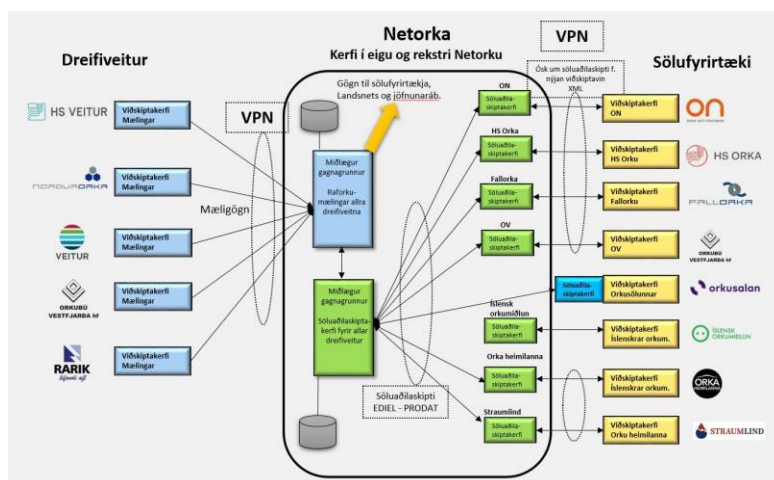 Netorka
Kerfi í eigu og rekstri Netorku
Dreifiveitur
VPN
Sölufyrirtæki
HS VEITUR
Viðskiptakerfi
Mælingar
NORÐURORKA
Viðskiptakerfi
Mælingar
VEITUR
Viðskiptakerfi
Mælingar
ORKUBÚ
VESTFJARÐA hf
Viðskiptakerfi
Mælingar
RARIK
Viðskiptakerfi
Mælingar
VPN
Mæligögn
Gögn til sölufyrirtækja,
Landsnets og jöfnunaráb.
Miðlægur
gagnagrunnur
Raforku-
mælingar allra
dreifiveitna
Miðlægur
gagnagrunnur
Söluaðilaskipta-
kerfi fyrir allar
dreifiveitur
Söluaðilaskipti
EDIEL - PRODAT
Ósk um söluaðilaskipti f.
nýjan viðskiptavin
XML
ON
Söluaðila-
skiptakerfi
Viðskiptakerfi
ON
on
HS Orka
Söluaðila-
skiptakerfi
Viðskiptakerfi
HS Orku
HS ORKA
Fallorka
Söluaðila-
skiptakerfi
Viðskiptakerfi
Fallorku
FALLORKA
OV
Söluaðila-
skiptakerfi
Viðskiptakerfi
OV
ORKUBÚ
VESTFJARÐA hf
Söluaðila-
skiptakerfi
Viðskiptakerfi
Orkusölunnar
orkusalan
Íslensk
orkumiðlun
Söluaðila-
skiptakerfi
Viðskiptakerfi
Íslenskrar orkum.
ÍSLENSK
ORKUMIÐLUN
Orka heimilanna
Söluaðila-
skiptakerfi
Viðskiptakerfi
Íslenskrar orkum.
ORKA
HEIMILANNA
Straumlind
Söluaðila-
skiptakerfi
Viðskiptakerfi
Orku heimilanna
STRAUMLIND